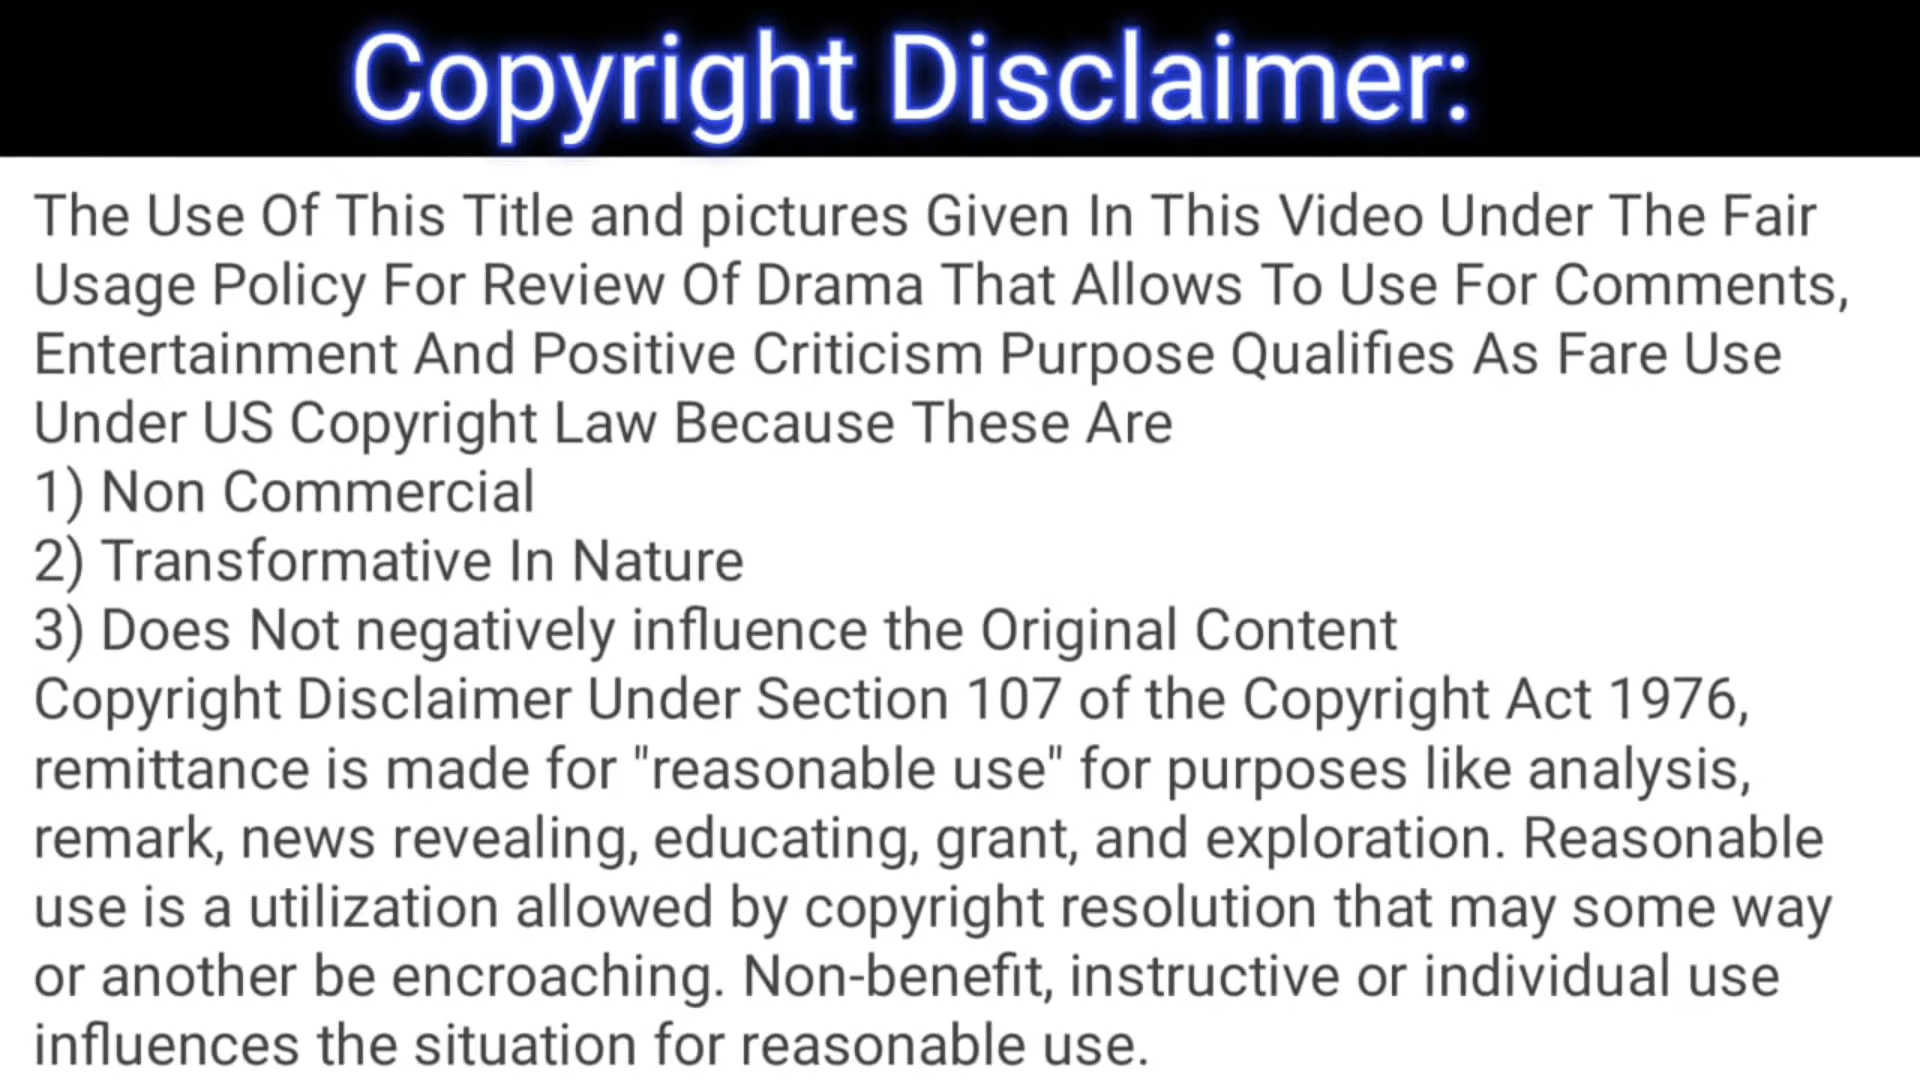 Copyright Disclaimer:
The Use Of This Title and pictures Given In This Video Under The Fair
Usage Policy For Review Of Drama That Allows To Use For Comments,
Entertainment And Positive Criticism Purpose Qualifies As Fare Use
Under US Copyright Law Because These Are
1) Non Commercial
2) Transformative In Nature
3) Does Not negatively influence the Original Content
Copyright Disclaimer Under Section 107 of the Copyright Act 1976,
remittance is made for "reasonable use" for purposes like analysis,
remark, news revealing, educating, grant, and exploration. Reasonable
use is a utilization allowed by copyright resolution that may some way
or another be encroaching. Non-benefit, instructive or individual use
influences the situation for reasonable use.